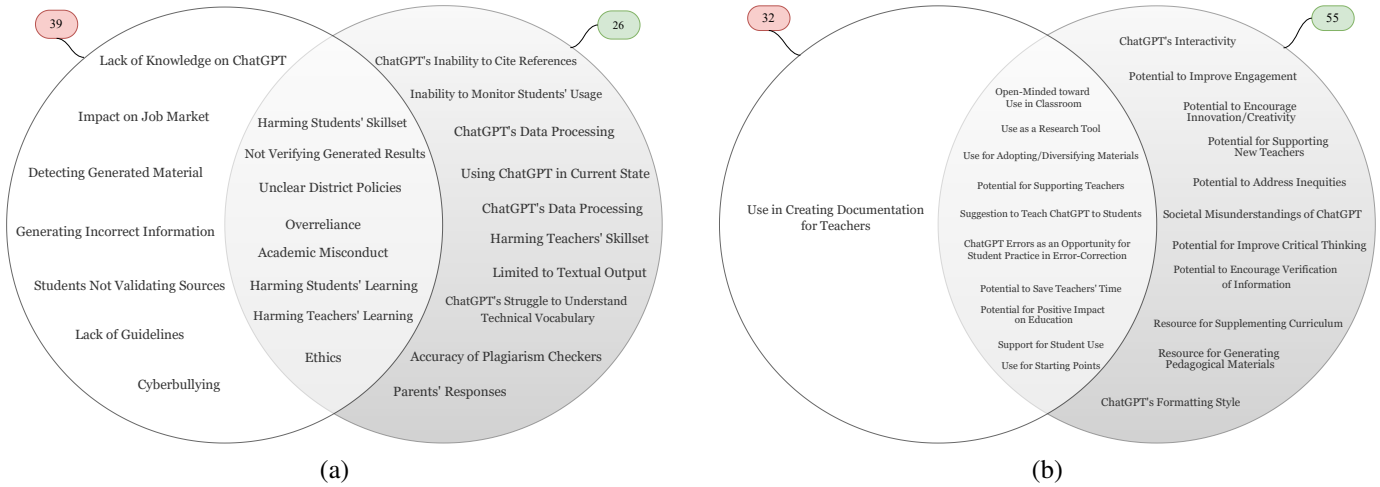 39
26
Lack of Knowledge on ChatGPT
Impact on Job Market
Detecting Generated Material
Generating Incorrect Information
Students Not Validating Sources
Lack of Guidelines
Cyberbullying
Harming Students' Skillset
Not Verifying Generated Results
Unclear District Policies
Overreliance
Academic Misconduct
Harming Students' Learning
Harming Teachers' Learning
Ethics
ChatGPT's Inability to Cite References
Inability to Monitor Students' Usage
ChatGPT's Data Processing
Using ChatGPT in Current State
ChatGPT's Data Processing
Harming Teachers' Skillset
Limited to Textual Output
ChatGPT's Struggle to Understand
Technical Vocabulary
Accuracy of Plagiarism Checkers
Parents' Responses
(a)
32
55
Use in Creating Documentation
for Teachers
Open-Minded toward
Use in Classroom
Use as a Research Tool
Use for Adopting/Diversifying Materials
Potential for Supporting Teachers
Suggestion to Teach ChatGPT to Students
ChatGPT Errors as an Opportunity for
Student Practice in Error-Correction
Potential to Save Teachers' Time
Potential for Positive Impact
on Education
Support for Student Use
Use for Starting Points
ChatGPT's Interactivity
Potential to Improve Engagement
Potential to Encourage
Innovation/Creativity
Potential for Supporting
New Teachers
Potential to Address Inequities
Societal Misunderstandings of ChatGPT
Potential for Improve Critical Thinking
Potential to Encourage Verification
of Information
Resource for Supplementing Curriculum
Resource for Generating
Pedagogical Materials
ChatGPT's Formatting Style
(b)